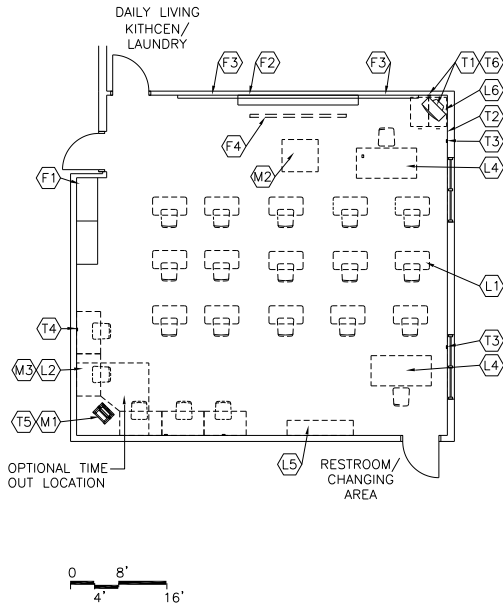 DAILY LIVING
KITHCEN/
LAUNDRY
F3
F2
F3
T1
T6
L6
T2
F4
T3
M2
L4
F1
L1
T4
T3
M3
L2
L4
T5
M1
L5
OPTIONAL TIME
OUT LOCATION
RESTROOM/
CHANGING
AREA
0
8'
4'
16'